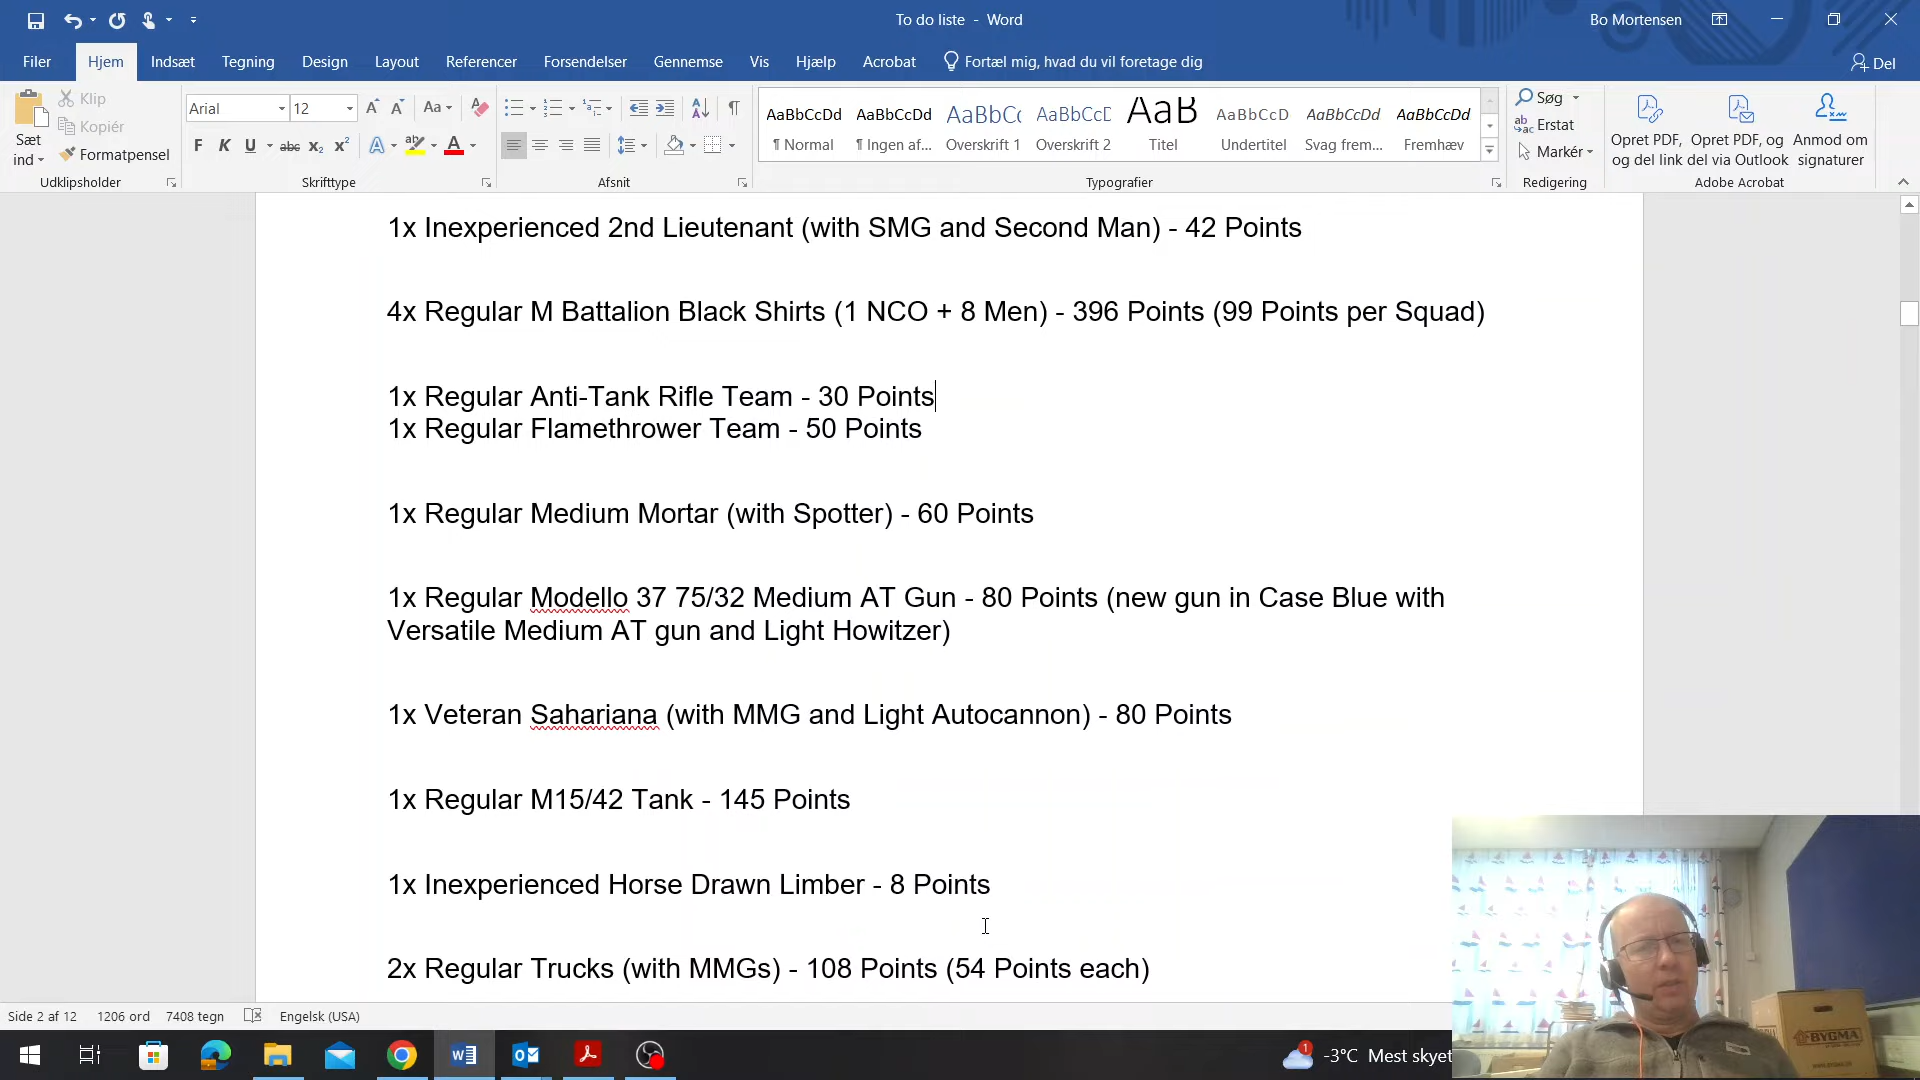 To do liste - Word
Bo Mortensen
Filer
Hjem
Indsæt
Tegning
Design
Layout
Referencer
Forsendelser
Gennemse
Vis
Hjælp
Acrobat
Fortæl mig, hvad du vil foretage dig
Del
Sæt ind
Klip
Kopiér
Formatpensel
Udklipsholder
Arial
12
Aa
F K U abc x₂ x²
A
A
Skrifttype
Afsnit
AaBbCcDd
¶ Normal
AaBbCcDd
¶ Ingen af...
AaBbCc
Overskrift 1
AaBbCcD
Overskrift 2
AaB
Titel
AaBbCcD
Undertitel
AaBbCcDd
Svag frem...
AaBbCcDd
Fremhæv
Typografier
Søg
Erstat
Markér
Redigering
Opret PDF, og del link
Opret PDF, og del via Outlook
Anmod om signaturer
Adobe Acrobat
1x Inexperienced 2nd Lieutenant (with SMG and Second Man) - 42 Points
4x Regular M Battalion Black Shirts (1 NCO + 8 Men) - 396 Points (99 Points per Squad)
1x Regular Anti-Tank Rifle Team - 30 Points
1x Regular Flamethrower Team - 50 Points
1x Regular Medium Mortar (with Spotter) - 60 Points
1x Regular Modello 37 75/32 Medium AT Gun - 80 Points (new gun in Case Blue with
Versatile Medium AT gun and Light Howitzer)
1x Veteran Sahariana (with MMG and Light Autocannon) - 80 Points
1x Regular M15/42 Tank - 145 Points
1x Inexperienced Horse Drawn Limber - 8 Points
2x Regular Trucks (with MMGs) - 108 Points (54 Points each)
BYGMA
Side 2 af 12
1206 ord
7408 tegn
Engelsk (USA)
1
-3°C Mest skyet